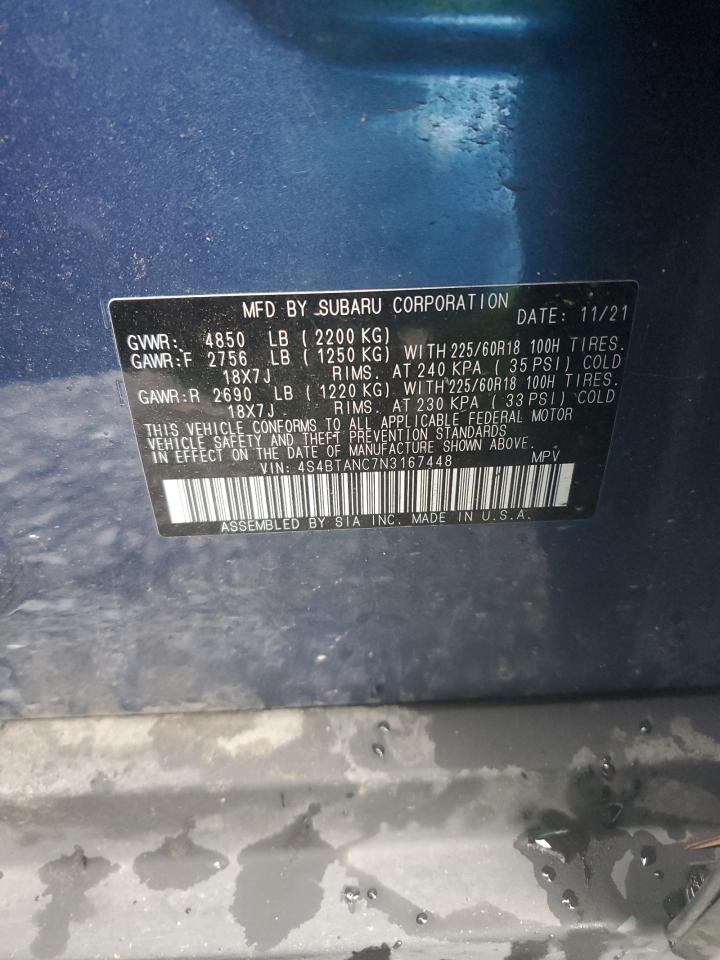 MFD BY SUBARU CORPORATION DATE: 11/21
GVWR: 4850 LB ( 2200 KG)
GAWR:F 2756 LB ( 1250 KG) WITH 225/60R18 100H TIRES.
18X7J RIMS. AT 240 KPA ( 35 PSI) COLD
GAWR:R 2690 LB ( 1220 KG) WITH 225/60R18 100H TIRES.
18X7J RIMS. AT 230 KPA ( 33 PSI) COLD
THIS VEHICLE CONFORMS TO ALL APPLICABLE FEDERAL MOTOR
VEHICLE SAFETY AND THEFT PREVENTION STANDARDS
IN EFFECT ON THE DATE OF MANUFACTURE SHOWN ABOVE.
VIN: 4S4BTANC7N3167448 MPV
ASSEMBLED BY SIA INC. MADE IN U.S.A.